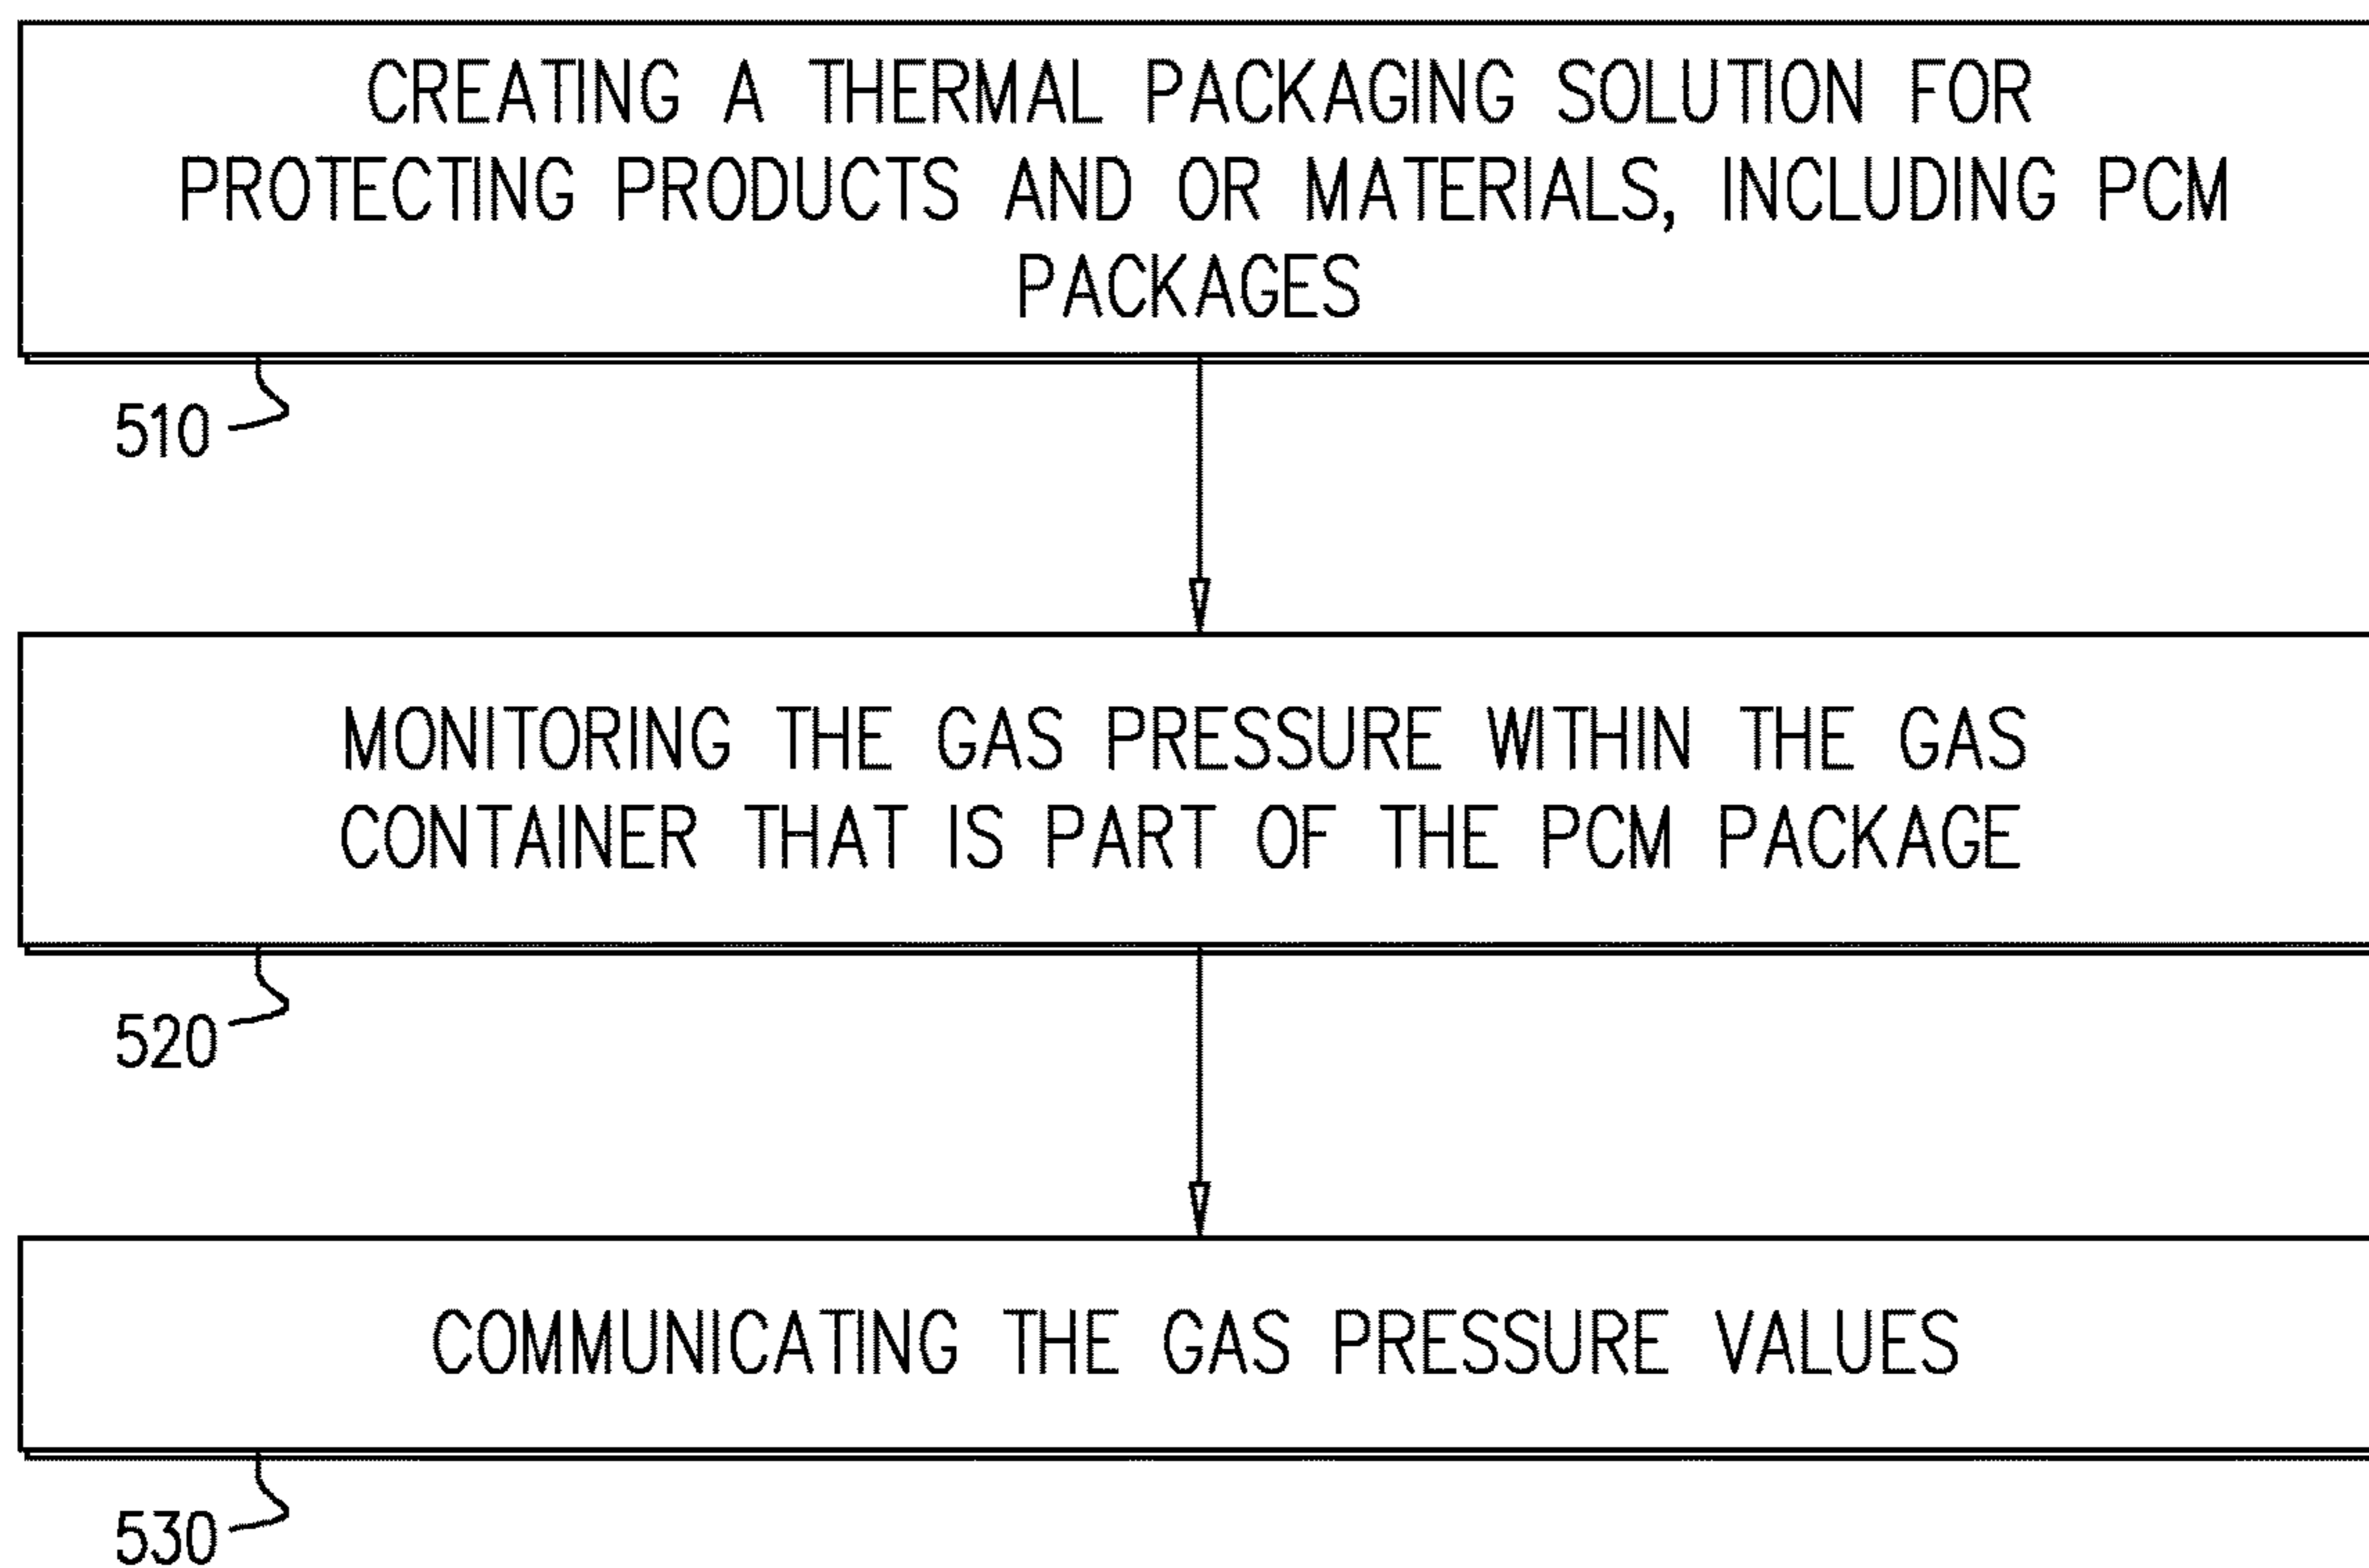 CREATING A THERMAL PACKAGING SOLUTION FOR
PROTECTING PRODUCTS AND OR MATERIALS, INCLUDING PCM
PACKAGES
510
MONITORING THE GAS PRESSURE WITHIN THE GAS
CONTAINER THAT IS PART OF THE PCM PACKAGE
520
COMMUNICATING THE GAS PRESSURE VALUES
530